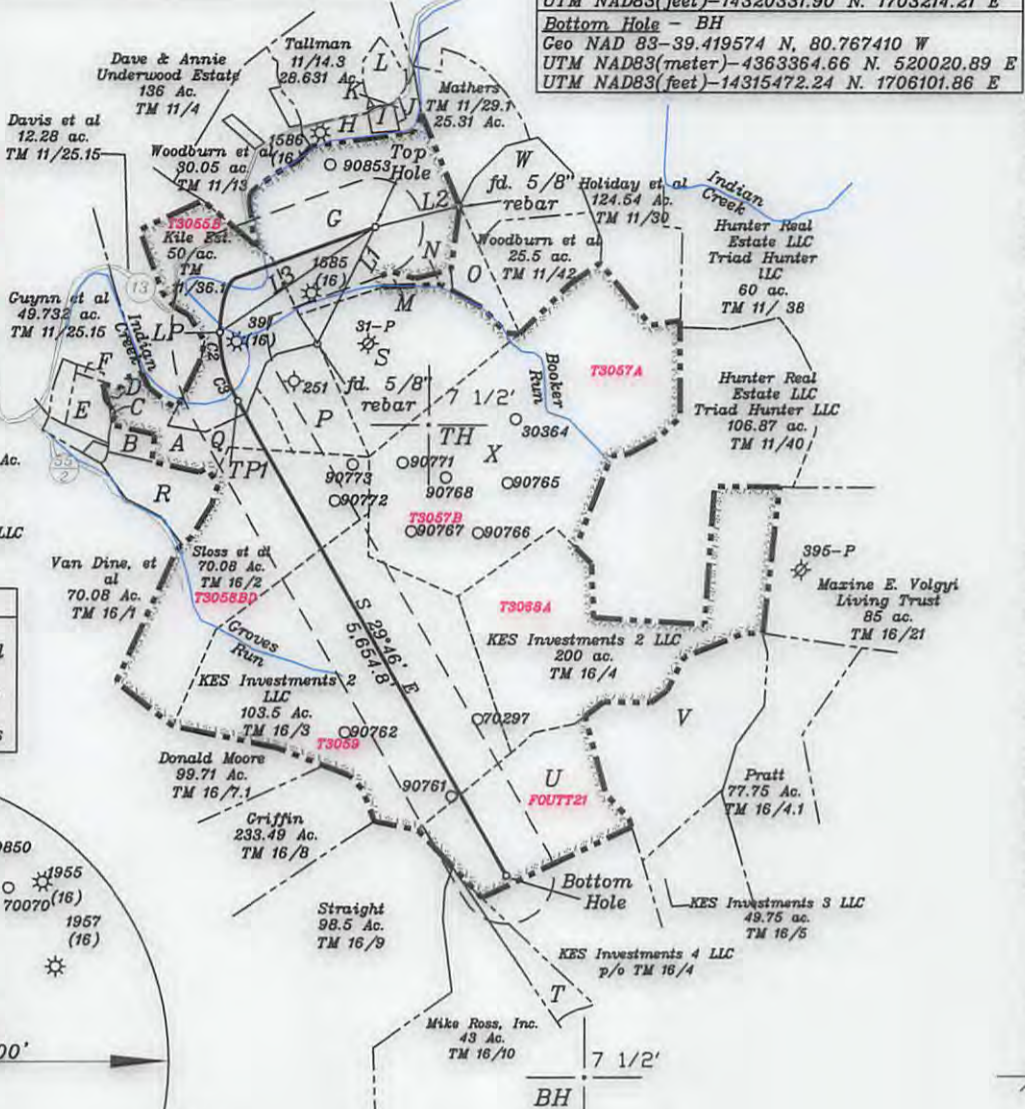 UTM NAD83(feet)-14320331.90 N. 1703214.21 E
Bottom Hole - BH
Geo NAD 83-39.419574 N, 80.767410 W
UTM NAD83(meter)-4363364.66 N. 520020.89 E
UTM NAD83(feet)-14315472.24 N. 1706101.86 E
Dave & Annie
Underwood Estate
136 Ac.
TM 11/4
Tallman
11/14.3
28.631 Ac.
L
K
I
J
H
Mathers
TM 11/29.1
25.31 Ac.
Davis et al
12.28 ac.
TM 11/25.15
Woodburn et al
30.05 ac.
TM 11/13
1586
(16)
90853
Top
Hole
W
fd. 5/8"
rebar
Holiday et al
124.54 Ac.
TM 11/30
Indian
Creek
Hunter Real
Estate LLC
Triad Hunter
LLC
60 ac.
TM 11/ 38
T3055B
Kile Est.
50 ac.
TM
11/36.1
G
L2
L1
L3
N
O
M
Woodburn et al
25.5 ac.
TM 11/42
13
Guynn et al
49.732 ac.
TM 11/25.15
Indian
Creek
LP
C2
C3
1585
(16)
39
(16)
31-P
S
251
fd. 5/8"
rebar
P
7 1/2'
TH
X
Booker
Run
T3057A
30364
Hunter Real
Estate LLC
Triad Hunter LLC
106.87 ac.
TM 11/40
F
E
D
C
B
A
Q
TP1
R
55
2
Ac.
LLC
90771
90773
90768
90765
90772
T3057B
90767
90766
Van Dine, et
al
70.08 Ac.
TM 16/1
Sloss et al
70.08 Ac.
TM 16/2
T3058BD
Groves
Run
S 29°46' E
5,654.8'
T3068A
KES Investments 2 LLC
200 ac.
TM 16/4
395-P
Maxine E. Volgyi
Living Trust
85 ac.
TM 16/21
KES Investments 2
LLC
103.5 Ac.
TM 16/3
90762
T3059
70297
V
Donald Moore
99.71 Ac.
TM 16/7.1
Griffin
233.49 Ac.
TM 16/8
90761
U
FOUTT21
Pratt
77.75 Ac.
TM 16/4.1
9850
1955
(16)
70070
1957
(16)
Straight
98.5 Ac.
TM 16/9
Bottom
Hole
KES Investments 3 LLC
49.75 ac.
TM 16/5
KES Investments 4 LLC
p/o TM 16/4
T
Mike Ross, Inc.
43 Ac.
TM 16/10
00'
7 1/2'
BH